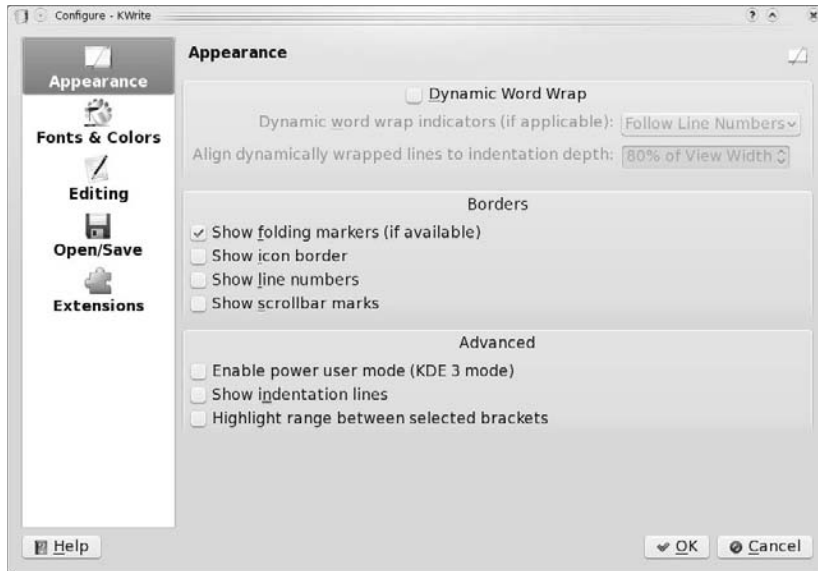 Configure - KWrite
Appearance
Fonts & Colors
Editing
Open/Save
Extensions
Appearance
Dynamic Word Wrap
Dynamic word wrap indicators (if applicable): Follow Line Numbers
Align dynamically wrapped lines to indentation depth: 80% of View Width
Borders
Show folding markers (if available)
Show icon border
Show line numbers
Show scrollbar marks
Advanced
Enable power user mode (KDE 3 mode)
Show indentation lines
Highlight range between selected brackets
Help
OK
Cancel